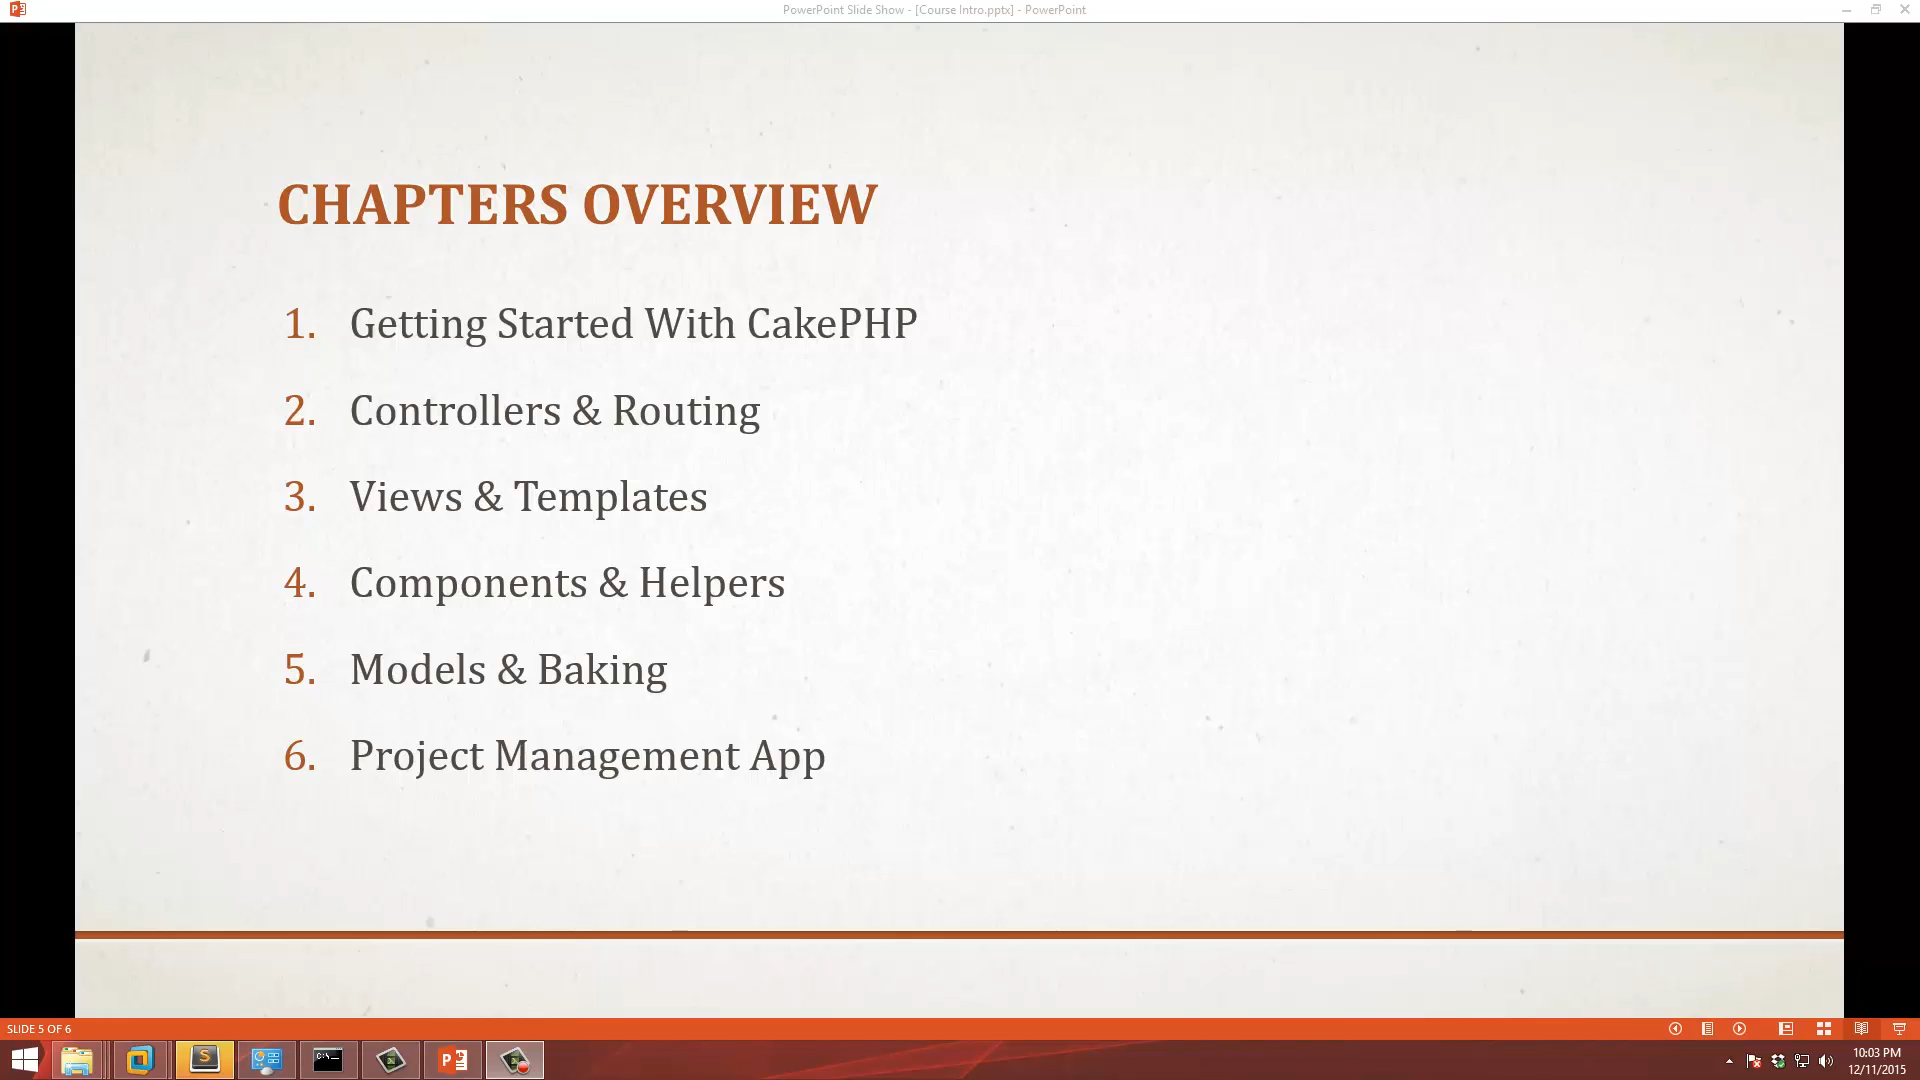 PowerPoint Slide Show - [Course Intro.pptx] - PowerPoint
CHAPTERS OVERVIEW
1. Getting Started With CakePHP
2. Controllers & Routing
3. Views & Templates
4. Components & Helpers
5. Models & Baking
6. Project Management App
SLIDE 5 OF 6
10:03 PM
12/11/2015